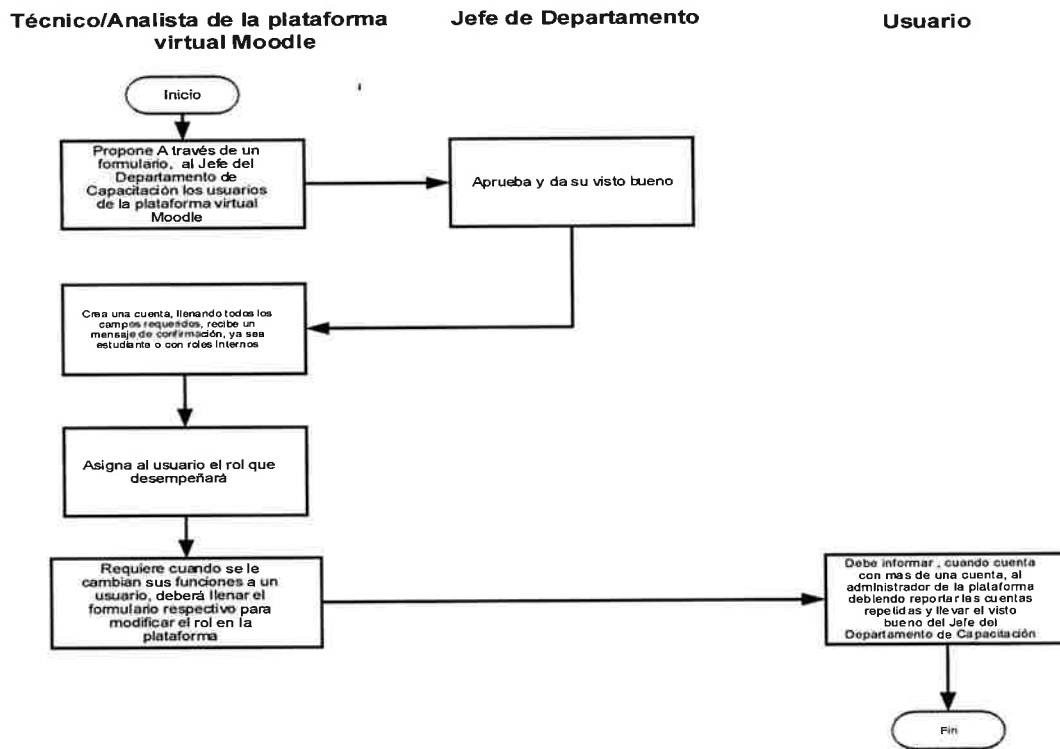 Técnico/Analista de la plataforma
virtual Moodle
Jefe de Departamento
Usuario
Inicio
Propone A través de un
formulario, al Jefe del
Departamento de
Capacitación los usuarios
de la plataforma virtual
Moodle
Aprueba y da su visto bueno
Crea una cuenta, llenando todos los
campos requeridos, recibe un
mensaje de confirmación, ya sea
estudiante o con roles internos
Asigna al usuario el rol que
desempeñará
Requiere cuando se le
cambian sus funciones a un
usuario, deberá llenar el
formulario respectivo para
modificar el rol en la
plataforma
Debe informar , cuando cuenta
con mas de una cuenta, al
administrador de la plataforma
debiendo reportar las cuentas
repetidas y llevar el visto
bueno del Jefe del
Departamento de Capacitación
Fin